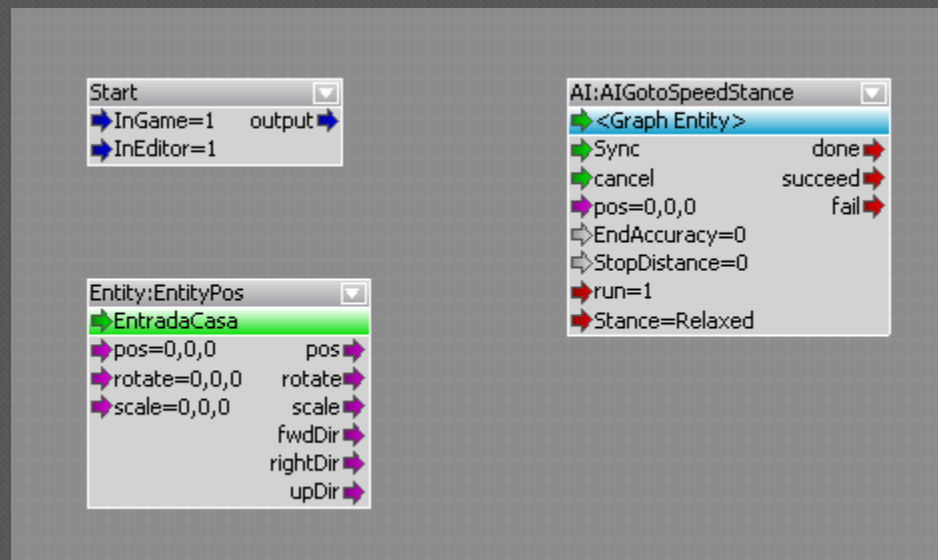 Start
InGame=1 output
InEditor=1
AI:AIGotoSpeedStance
<Graph Entity>
Sync done
cancel succeed
pos=0,0,0 fail
EndAccuracy=0
StopDistance=0
run=1
Stance=Relaxed
Entity:EntityPos
EntradaCasa
pos=0,0,0 pos
rotate=0,0,0 rotate
scale=0,0,0 scale
fwdDir
rightDir
upDir